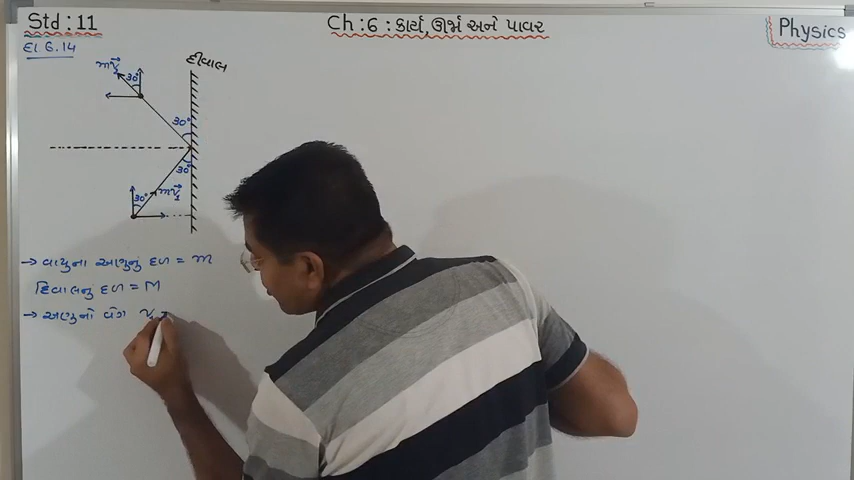 Std : 11
Ch : 6 : કાર્ય, ઊર્જા અને પાવર
Physics
દા 6.14
દીવાલ
30°
30°
30°
30°
→ વાયુના અણુનું દળ = m
દિવાલનું દળ = M
→ અણુનો વેગ